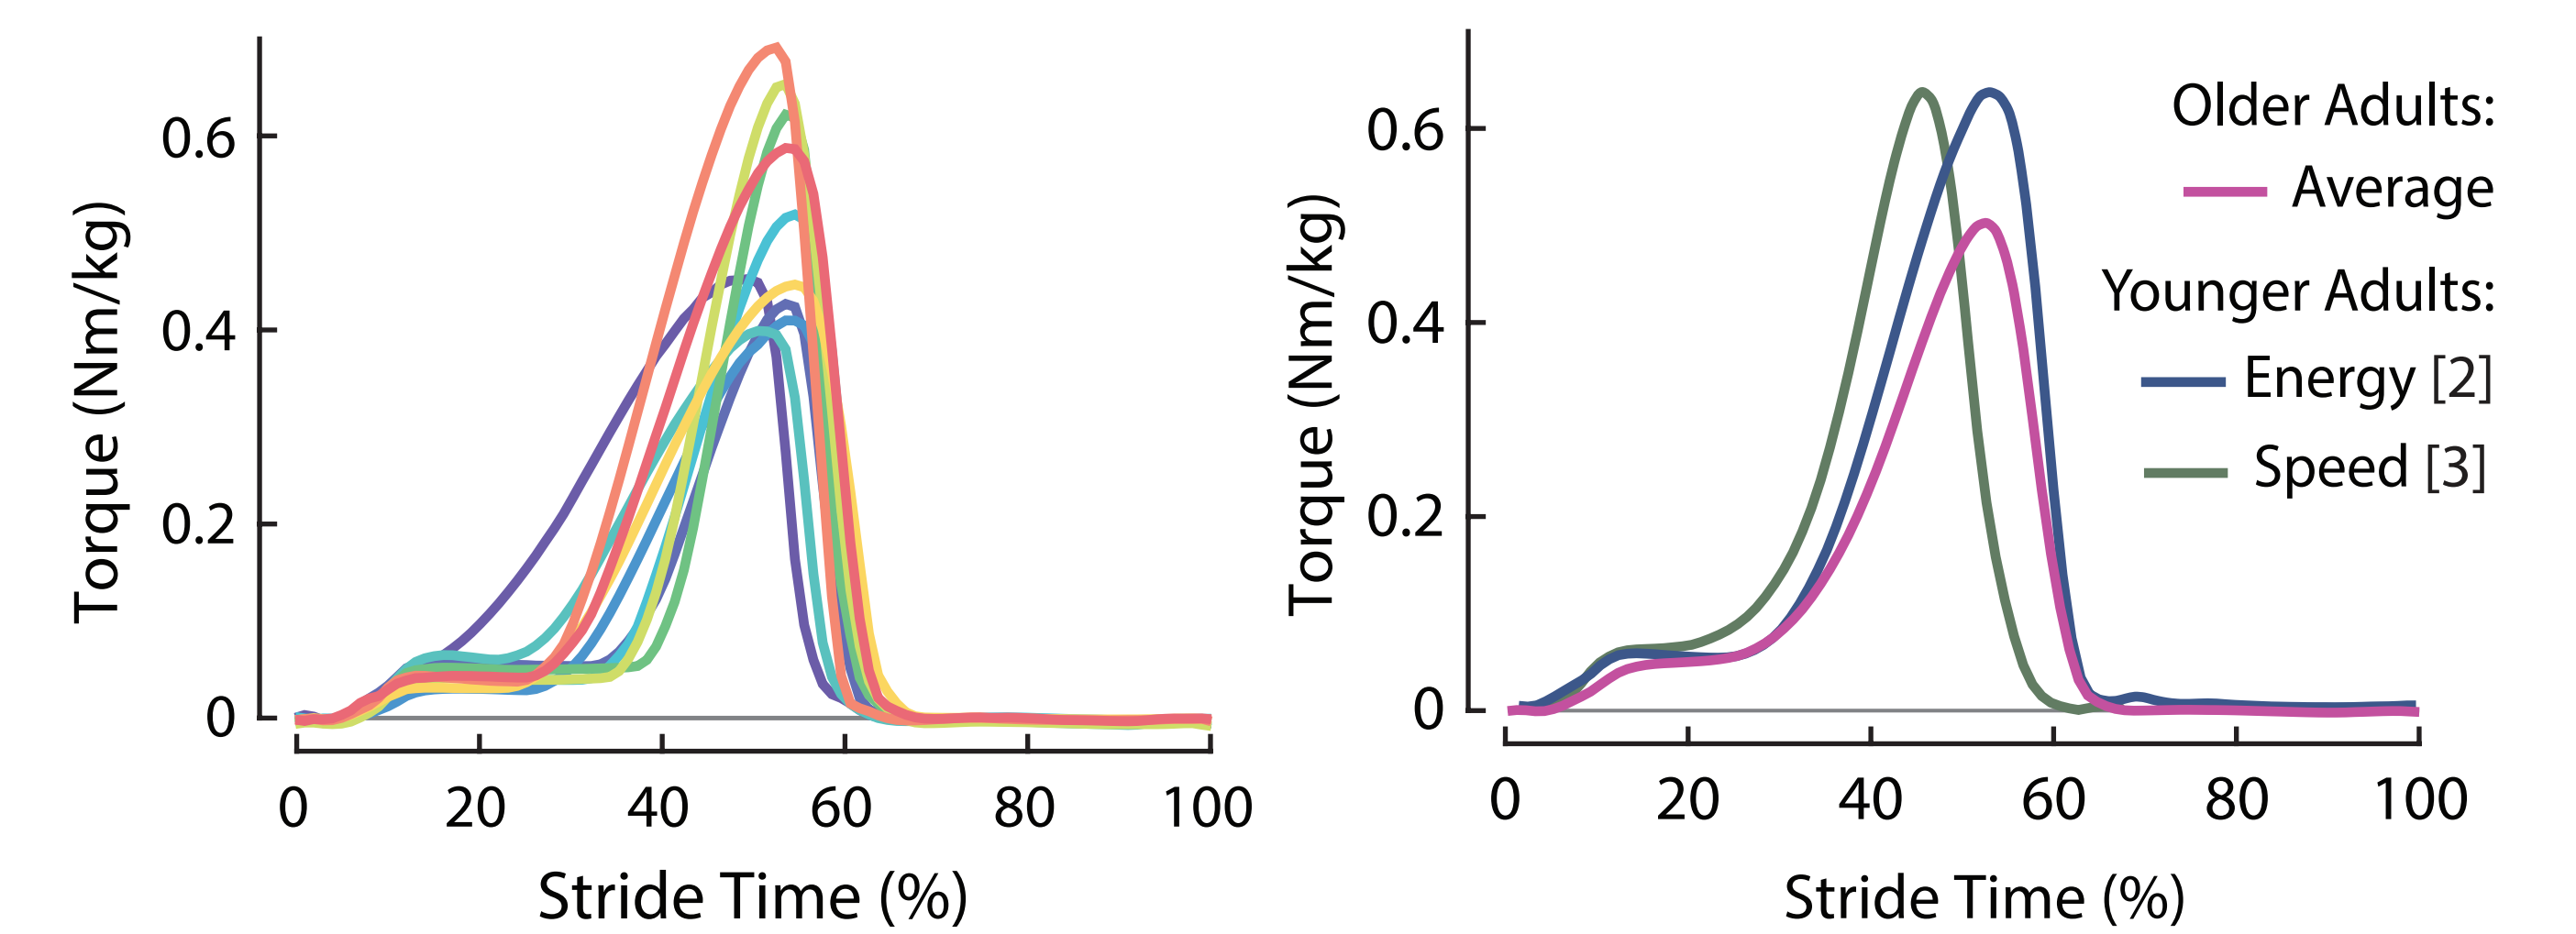 Torque (Nm/kg)
0.6
0.4
0.2
0
0 20 40 60 80 100
Stride Time (%)
Torque (Nm/kg)
0.6
0.4
0.2
0
0 20 40 60 80 100
Stride Time (%)
Older Adults:
Average
Younger Adults:
Energy [2]
Speed [3]